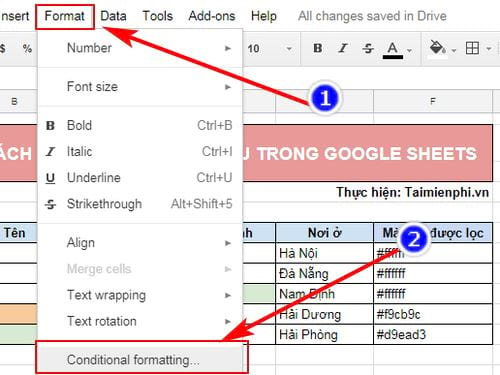 nsert Format Data Tools Add-ons Help All changes saved in Drive
$ % Number 10 B I S A
Font size
B F
B Bold Ctrl+B
I Italic Ctrl+I
ÁCH U TRONG GOOGLE SHEETS
U Underline Ctrl+U
S Strikethrough Alt+Shift+5
Thực hiện: Taimienphi.vn
Tên Nơi ở được lọc
Align
Hà Nội
Merge cells
Đà Nẵng #ffffff
Text wrapping
Nam Định #ffffff
Text rotation
Hải Dương #f9cb9c
Hải Phòng #d9ead3
Conditional formatting...
1
2